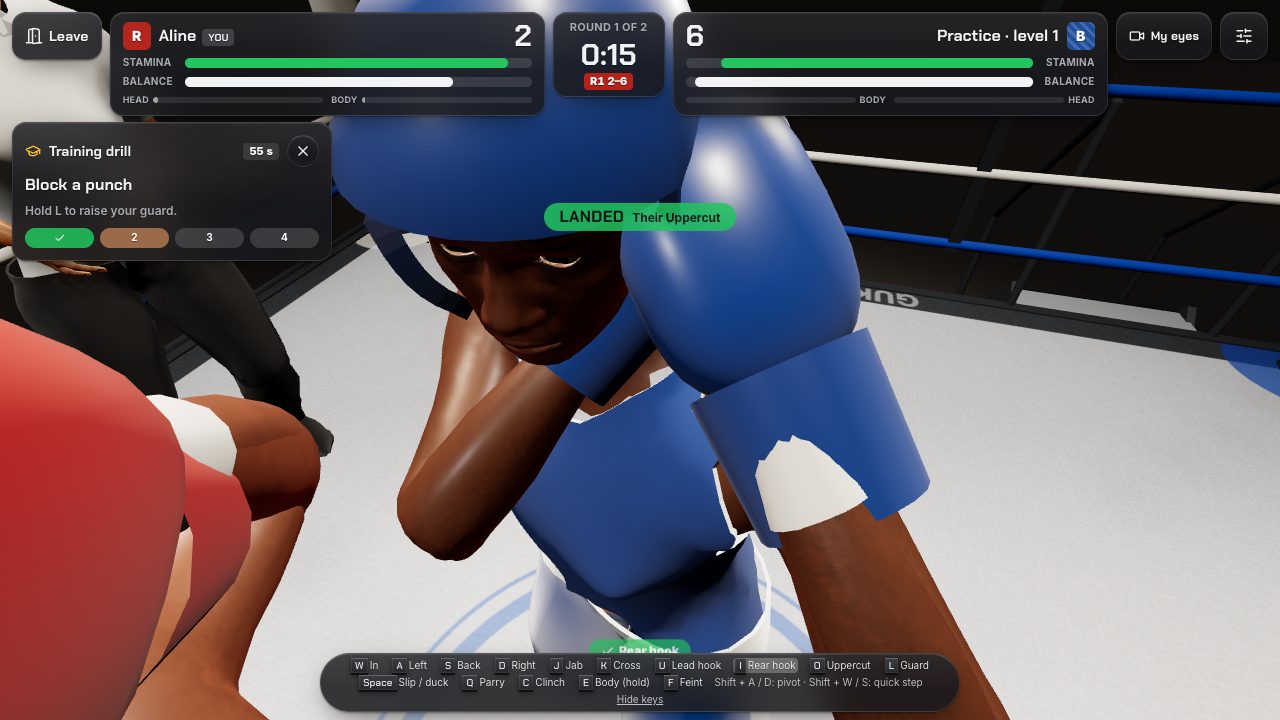 Leave
R Aline YOU 2
STAMINA
BALANCE
HEAD BODY
ROUND 1 OF 2
0:15
R1 2–6
6 Practice · level 1 B
STAMINA
BALANCE
BODY HEAD
My eyes
Training drill 55 s
Block a punch
Hold L to raise your guard.
2 3 4
LANDED Their Uppercut
Rear hook
W In A Left S Back D Right J Jab K Cross U Lead hook I Rear hook O Uppercut L Guard
Space Slip / duck Q Parry C Clinch E Body (hold) F Feint Shift + A / D: pivot · Shift + W / S: quick step
Hide keys